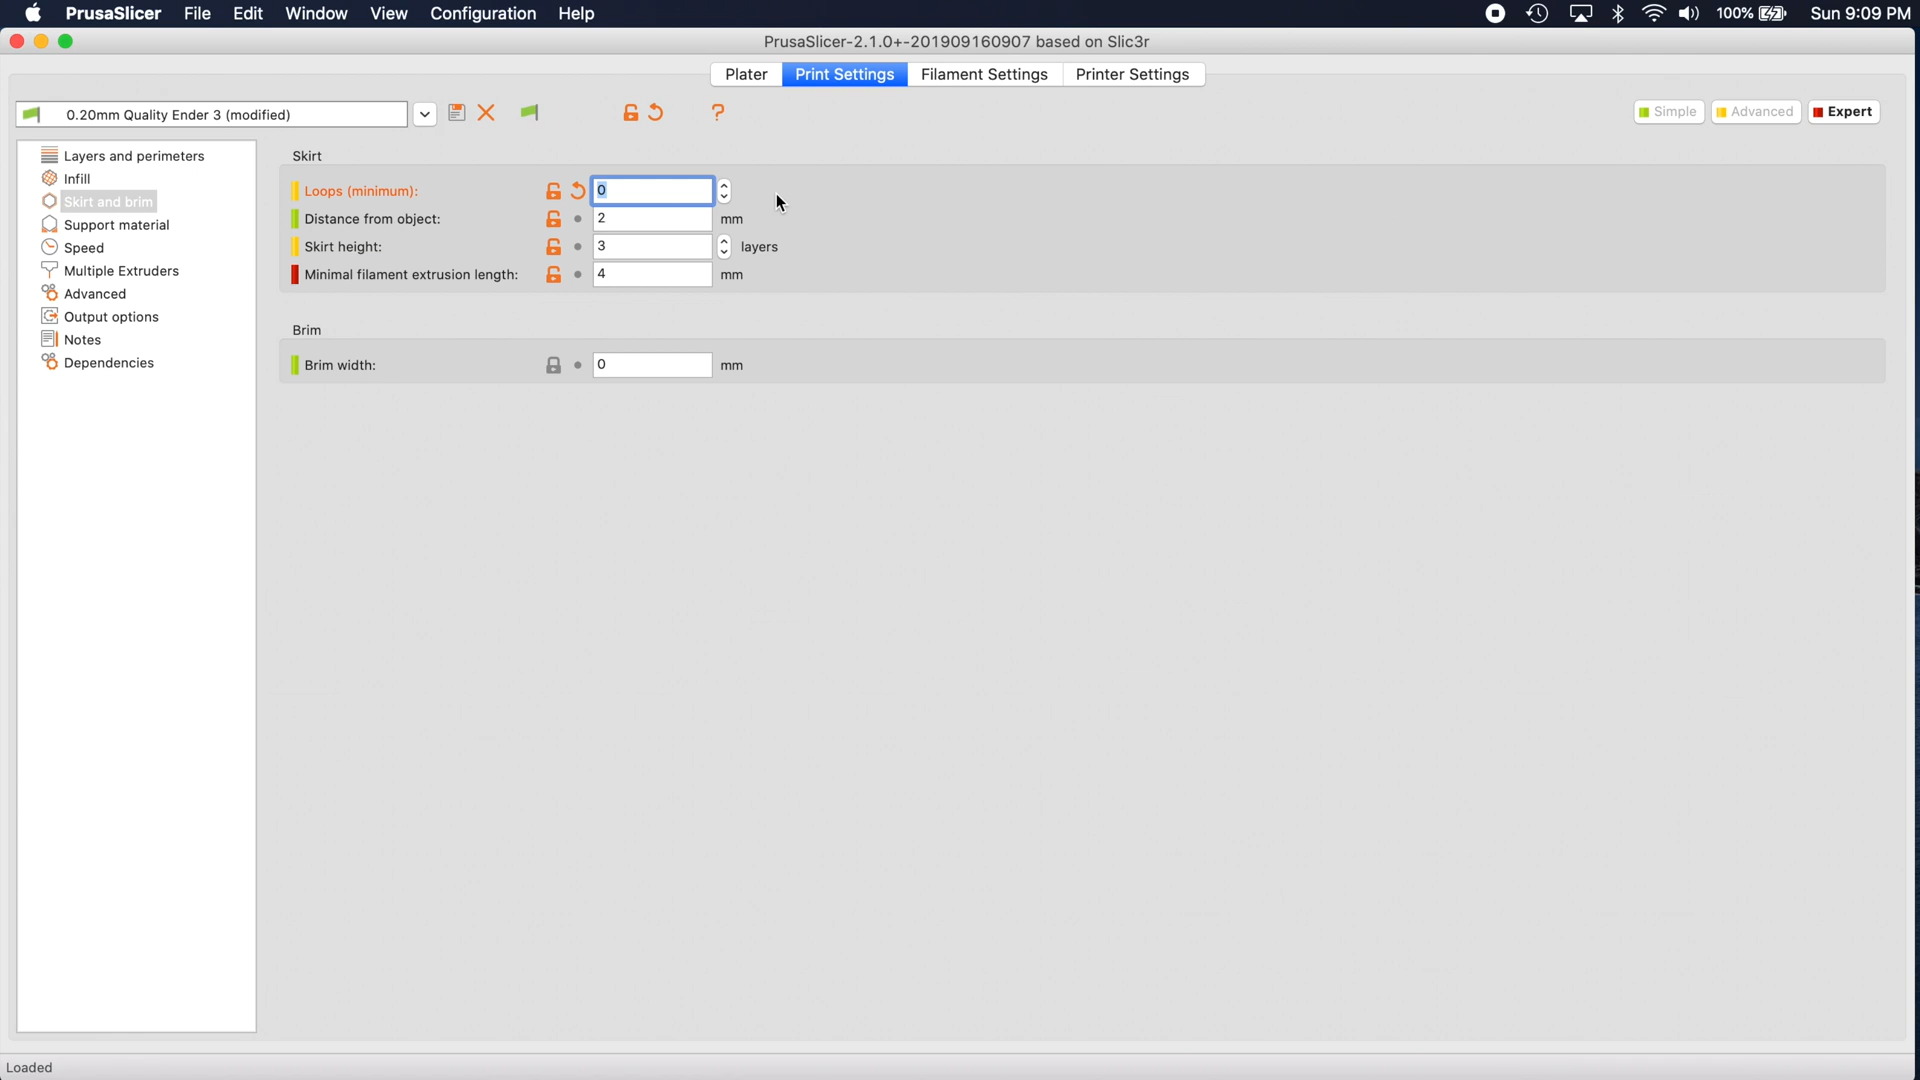 PrusaSlicer File Edit Window View Configuration Help 100% Sun 9:09 PM
PrusaSlicer-2.1.0+-201909160907 based on Slic3r
Plater Print Settings Filament Settings Printer Settings
0.20mm Quality Ender 3 (modified) ? Simple Advanced Expert
Layers and perimeters
Infill
Skirt and brim
Support material
Speed
Multiple Extruders
Advanced
Output options
Notes
Dependencies
Skirt
Loops (minimum): 0
Distance from object: 2 mm
Skirt height: 3 layers
Minimal filament extrusion length: 4 mm
Brim
Brim width: 0 mm
Loaded